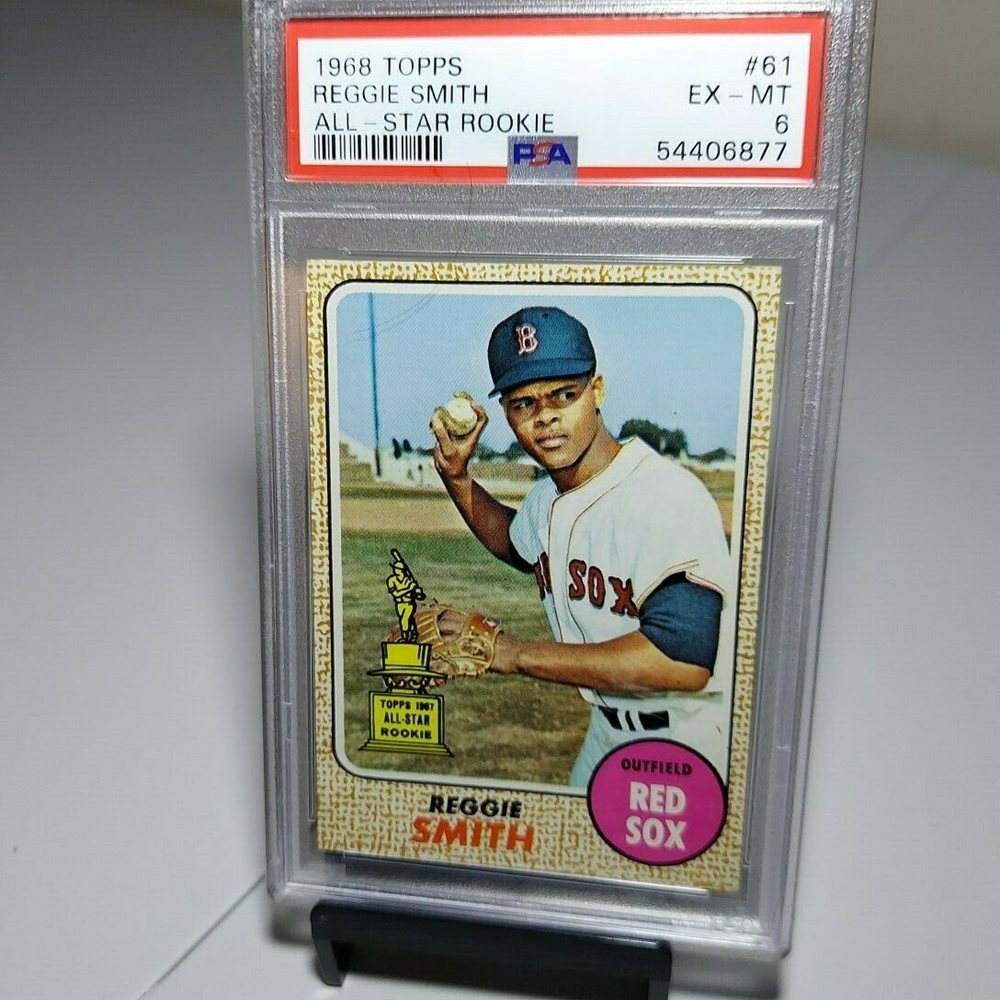 1968 TOPPS #61
REGGIE SMITH EX - MT
ALL - STAR ROOKIE 6
PSA 54406877
B
SOX
TOPPS 1967
ALL-STAR
ROOKIE
OUTFIELD
RED
SOX
REGGIE
SMITH